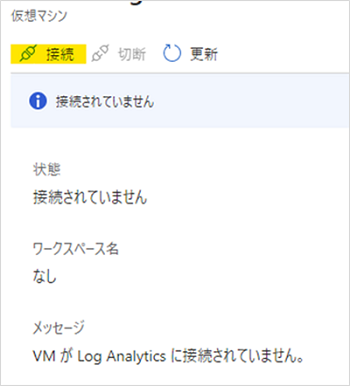 仮想マシン
接続 切断 更新
接続されていません
状態
接続されていません
ワークスペース名
なし
メッセージ
VM が Log Analytics に接続されていません。